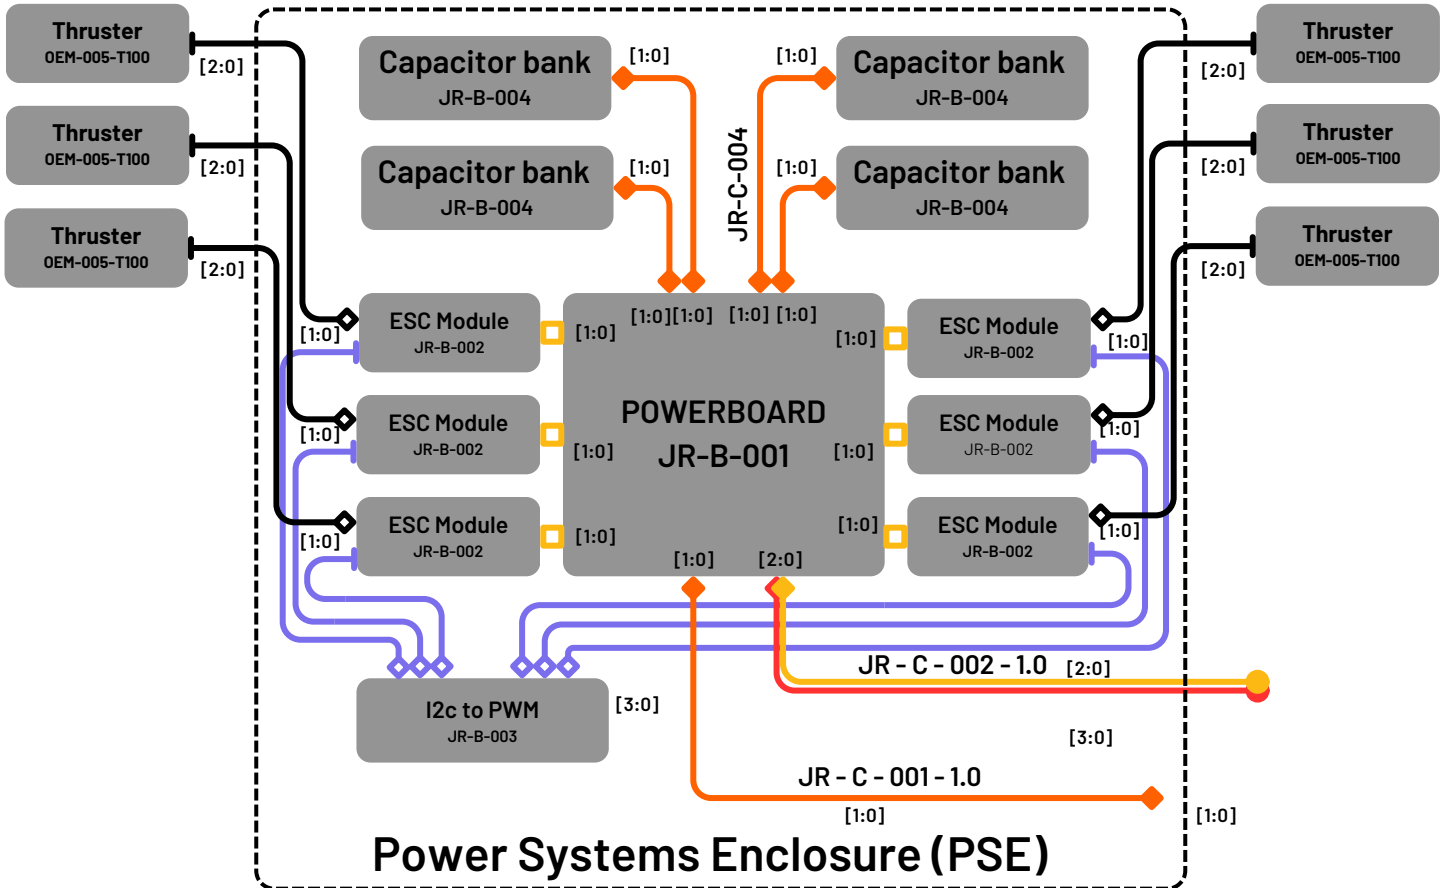 Thruster
OEM-005-T100
[2:0]
Thruster
OEM-005-T100
[2:0]
Thruster
OEM-005-T100
[2:0]
Capacitor bank
JR-B-004
[1:0]
Capacitor bank
JR-B-004
[1:0]
JR-C-004
[1:0]
Capacitor bank
JR-B-004
[1:0]
Capacitor bank
JR-B-004
Thruster
OEM-005-T100
[2:0]
Thruster
OEM-005-T100
[2:0]
Thruster
OEM-005-T100
[2:0]
[1:0]
ESC Module
JR-B-002
[1:0]
[1:0]
ESC Module
JR-B-002
[1:0]
[1:0]
ESC Module
JR-B-002
[1:0]
[1:0][1:0] [1:0] [1:0]
POWERBOARD
JR-B-001
[1:0] [2:0]
[1:0]
ESC Module
JR-B-002
[1:0]
[1:0]
ESC Module
JR-B-002
[1:0]
[1:0]
ESC Module
JR-B-002
[1:0]
I2c to PWM
JR-B-003
[3:0]
JR - C - 002 - 1.0 [2:0]
[3:0]
JR - C - 001 - 1.0
[1:0]
[1:0]
Power Systems Enclosure (PSE)